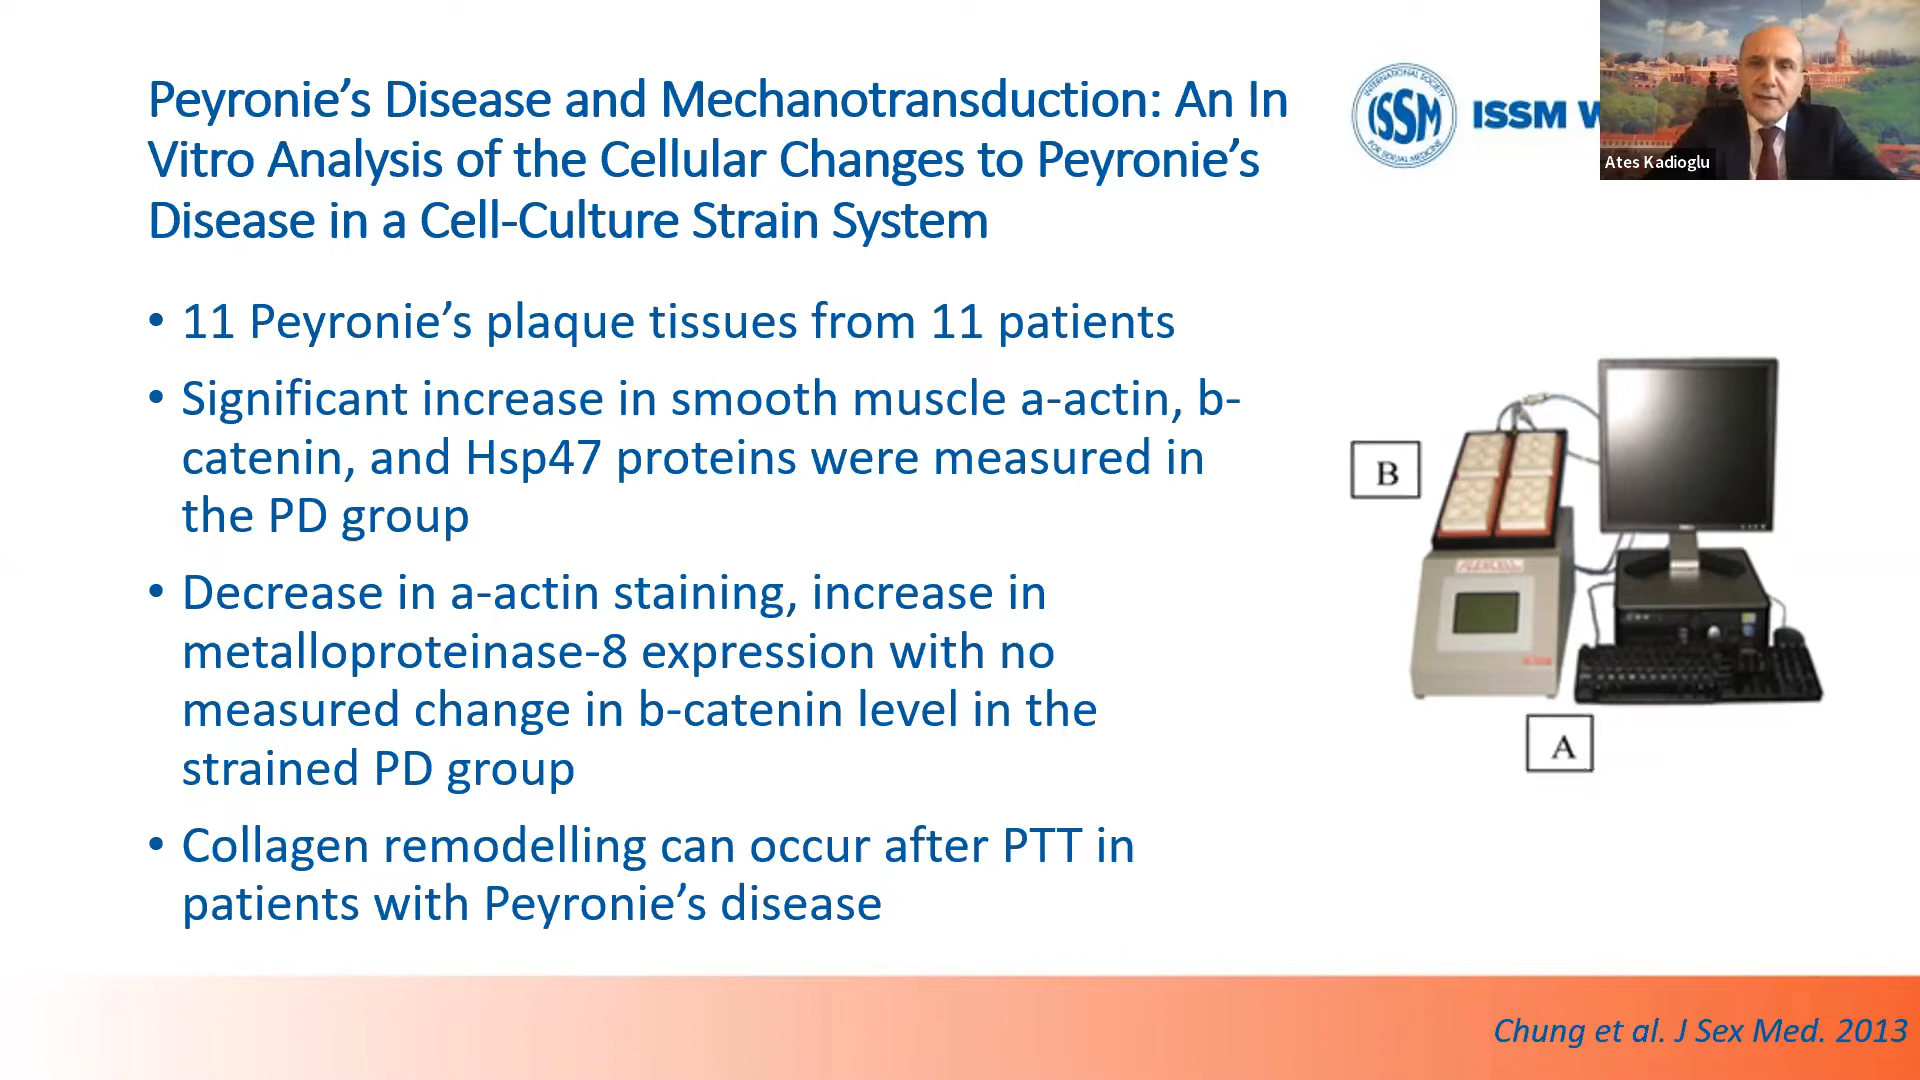 Peyronie’s Disease and Mechanotransduction: An In
Vitro Analysis of the Cellular Changes to Peyronie’s
Disease in a Cell-Culture Strain System
INTERNATIONAL SOCIETY
ISSM
FOR SEXUAL MEDICINE
ISSM W
Ates Kadioglu
• 11 Peyronie’s plaque tissues from 11 patients
• Significant increase in smooth muscle a-actin, b-
catenin, and Hsp47 proteins were measured in
the PD group
• Decrease in a-actin staining, increase in
metalloproteinase-8 expression with no
measured change in b-catenin level in the
strained PD group
• Collagen remodelling can occur after PTT in
patients with Peyronie’s disease
B
FLEXCELL
A
Chung et al. J Sex Med. 2013